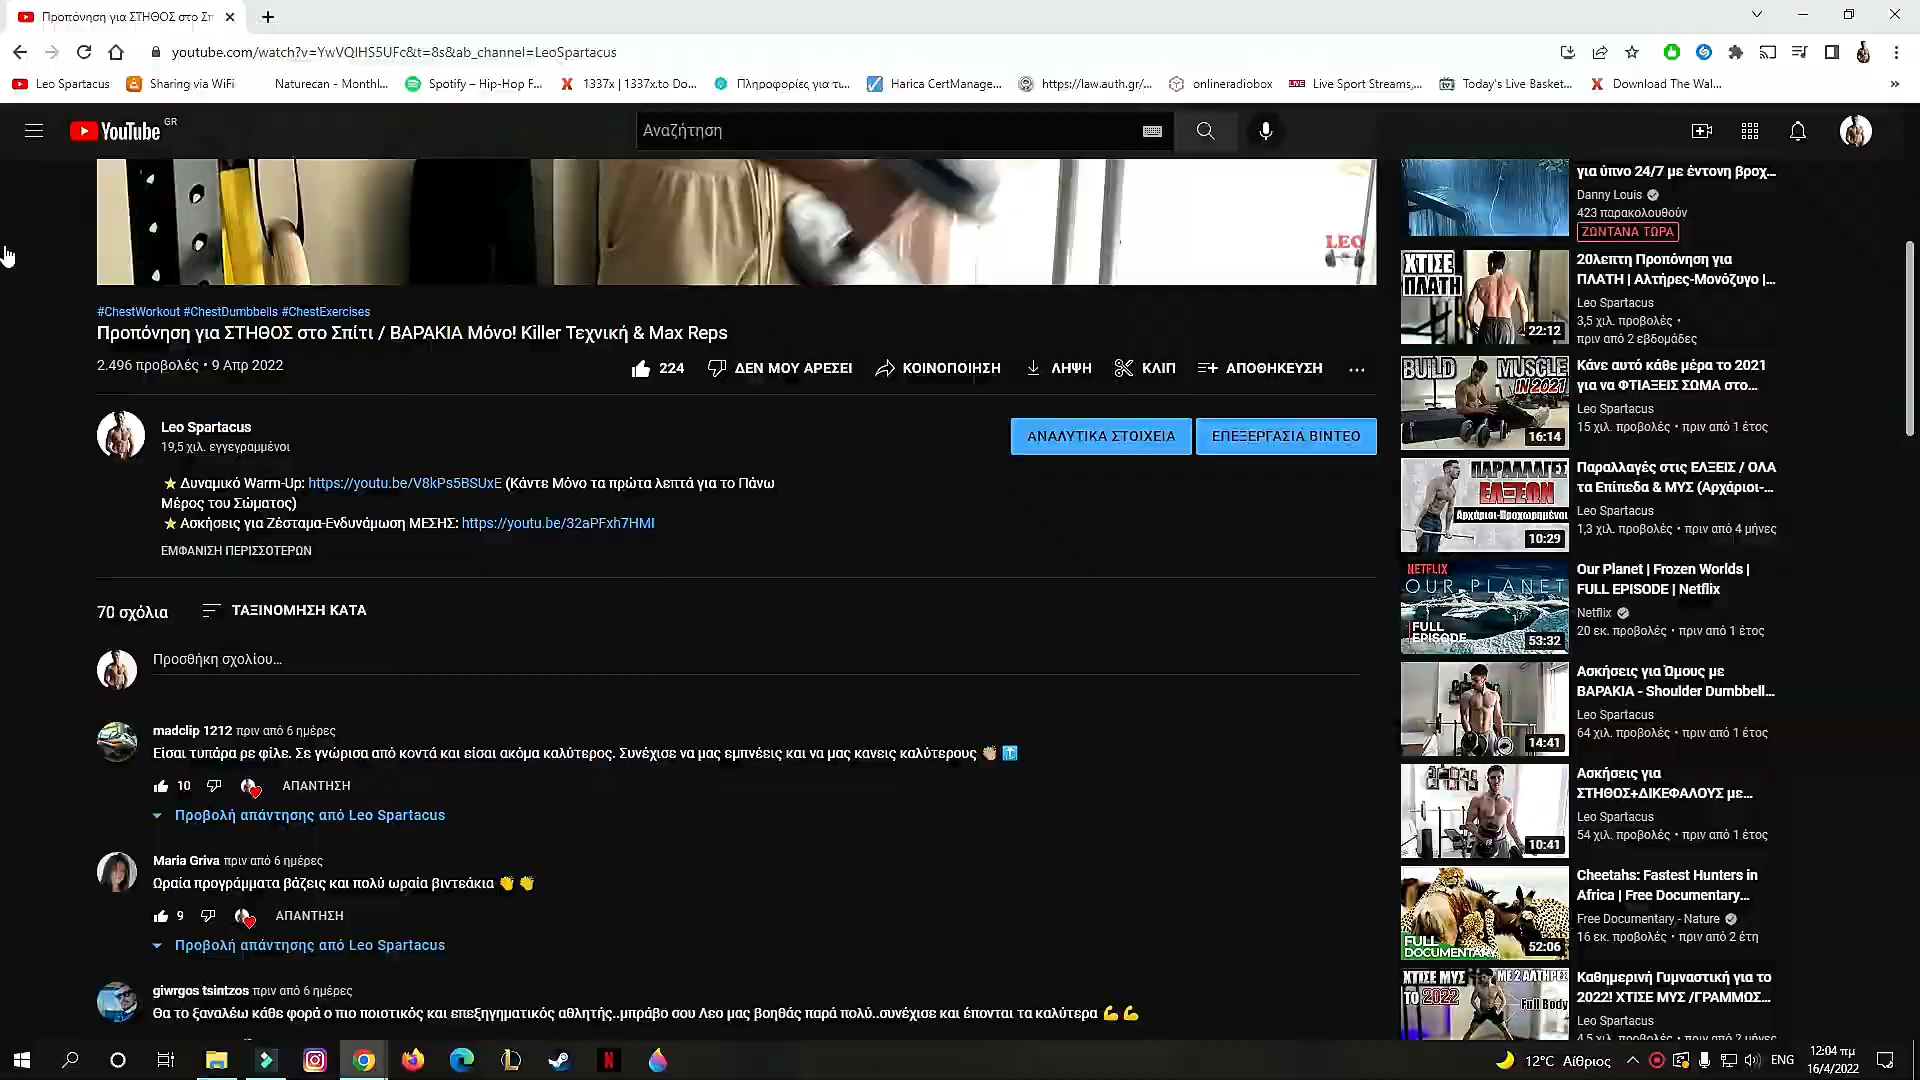 Προπόνηση για ΣΤΗΘΟΣ στο Σπ
youtube.com/watch?v=YwVQIHS5UFc&t=8s&ab_channel=LeoSpartacus
Leo Spartacus
Sharing via WiFi
Naturecan - Monthl...
Spotify – Hip-Hop F...
1337x | 1337x.to Do...
Πληροφορίες για τι...
Harica CertManage...
https://law.auth.gr/...
onlineradiobox
Live Sport Streams,...
Today's Live Basket...
Download The Wal...
YouTube GR
Αναζήτηση
LEO
#ChestWorkout #ChestDumbbells #ChestExercises
Προπόνηση για ΣΤΗΘΟΣ στο Σπίτι / ΒΑΡΑΚΙΑ Μόνο! Killer Τεχνική & Max Reps
2.496 προβολές • 9 Απρ 2022
224
ΔΕΝ ΜΟΥ ΑΡΕΣΕΙ
ΚΟΙΝΟΠΟΙΗΣΗ
ΛΗΨΗ
ΚΛΙΠ
ΑΠΟΘΗΚΕΥΣΗ
Leo Spartacus
19,5 χιλ. εγγεγραμμένοι
ΑΝΑΛΥΤΙΚΑ ΣΤΟΙΧΕΙΑ
ΕΠΕΞΕΡΓΑΣΙΑ ΒΙΝΤΕΟ
⭐ Δυναμικό Warm-Up: https://youtu.be/V8kPs5BSUxE (Κάντε Μόνο τα πρώτα λεπτά για το Πάνω
Μέρος του Σώματος)
⭐ Ασκήσεις για Ζέσταμα-Ενδυνάμωση ΜΕΣΗΣ: https://youtu.be/32aPFxh7HMI
ΕΜΦΑΝΙΣΗ ΠΕΡΙΣΣΟΤΕΡΩΝ
70 σχόλια
ΤΑΞΙΝΟΜΗΣΗ ΚΑΤΑ
Προσθήκη σχολίου...
madclip 1212 πριν από 6 ημέρες
Είσαι τυπάρα ρε φίλε. Σε γνώρισα από κοντά και είσαι ακόμα καλύτερος. Συνέχισε να μας εμπνέεις και να μας κανεις καλύτερους 👏🏼 🔝
10
ΑΠΑΝΤΗΣΗ
Προβολή απάντησης από Leo Spartacus
Maria Griva πριν από 6 ημέρες
Ωραία προγράμματα βάζεις και πολύ ωραία βιντεάκια 👏 👏
9
ΑΠΑΝΤΗΣΗ
Προβολή απάντησης από Leo Spartacus
giwrgos tsintzos πριν από 6 ημέρες
Θα το ξαναλέω κάθε φορά ο πιο ποιοτικός και επεξηγηματικός αθλητής..μπράβο σου Λεο μας βοηθάς παρά πολύ..συνέχισε και έπονται τα καλύτερα 💪 💪
για ύπνο 24/7 με έντονη βροχ...
Danny Louis
423 παρακολουθούν
ΖΩΝΤΑΝΑ ΤΩΡΑ
ΧΤΙΣΕ
ΠΛΑΤΗ
22:12
20λεπτη Προπόνηση για
ΠΛΑΤΗ | Αλτήρες-Μονόζυγο |...
Leo Spartacus
3,5 χιλ. προβολές •
πριν από 2 εβδομάδες
BUILD MUSCLE
IN 2021
16:14
Κάνε αυτό κάθε μέρα το 2021
για να ΦΤΙΑΞΕΙΣ ΣΩΜΑ στο...
Leo Spartacus
15 χιλ. προβολές • πριν από 1 έτος
ΠΑΡΑΛΛΑΓΕΣ
ΕΛΞΕΩΝ
Αρχάριοι-Προχωρημένοι
10:29
Παραλλαγές στις ΕΛΞΕΙΣ / ΟΛΑ
τα Επίπεδα & ΜΥΣ (Αρχάριοι-...
Leo Spartacus
1,3 χιλ. προβολές • πριν από 4 μήνες
NETFLIX
OUR PLANET
FULL
EPISODE
53:32
Our Planet | Frozen Worlds |
FULL EPISODE | Netflix
Netflix
20 εκ. προβολές • πριν από 1 έτος
14:41
Ασκήσεις για Ώμους με
ΒΑΡΑΚΙΑ - Shoulder Dumbbell...
Leo Spartacus
64 χιλ. προβολές • πριν από 1 έτος
10:41
Ασκήσεις για
ΣΤΗΘΟΣ+ΔΙΚΕΦΑΛΟΥΣ με...
Leo Spartacus
54 χιλ. προβολές • πριν από 1 έτος
FULL
DOCUMENTARY
52:06
Cheetahs: Fastest Hunters in
Africa | Free Documentary...
Free Documentary - Nature
16 εκ. προβολές • πριν από 2 έτη
ΧΤΙΣΕ ΜΥΣ ΜΕ 2 ΑΛΤΗΡΕΣ
ΤΟ 2022
Full Body
Καθημερινή Γυμναστική για το
2022! ΧΤΙΣΕ ΜΥΣ /ΓΡΑΜΜΩΣ...
Leo Spartacus
4,5 χιλ. προβολές • πριν από 2 μήνες
12°C Αίθριος
ENG
12:04 πμ
16/4/2022